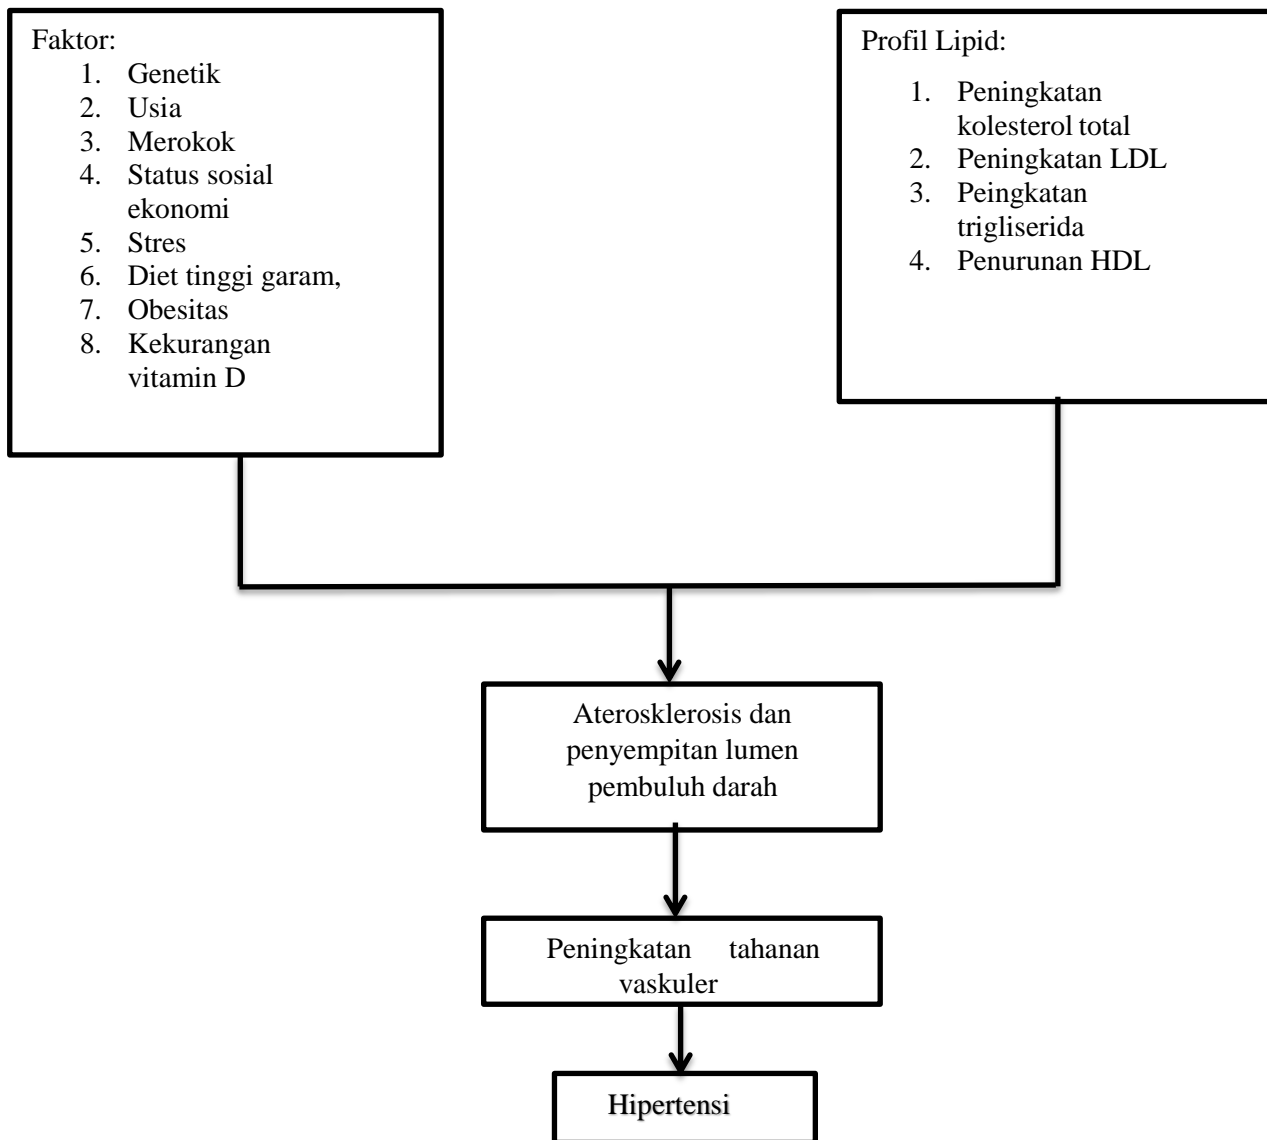 Faktor:
1. Genetik
2. Usia
3. Merokok
4. Status sosial
ekonomi
5. Stres
6. Diet tinggi garam,
7. Obesitas
8. Kekurangan
vitamin D
Profil Lipid:
1. Peningkatan
kolesterol total
2. Peningkatan LDL
3. Peingkatan
trigliserida
4. Penurunan HDL
Aterosklerosis dan
penyempitan lumen
pembuluh darah
Peningkatan tahanan
vaskuler
Hipertensi